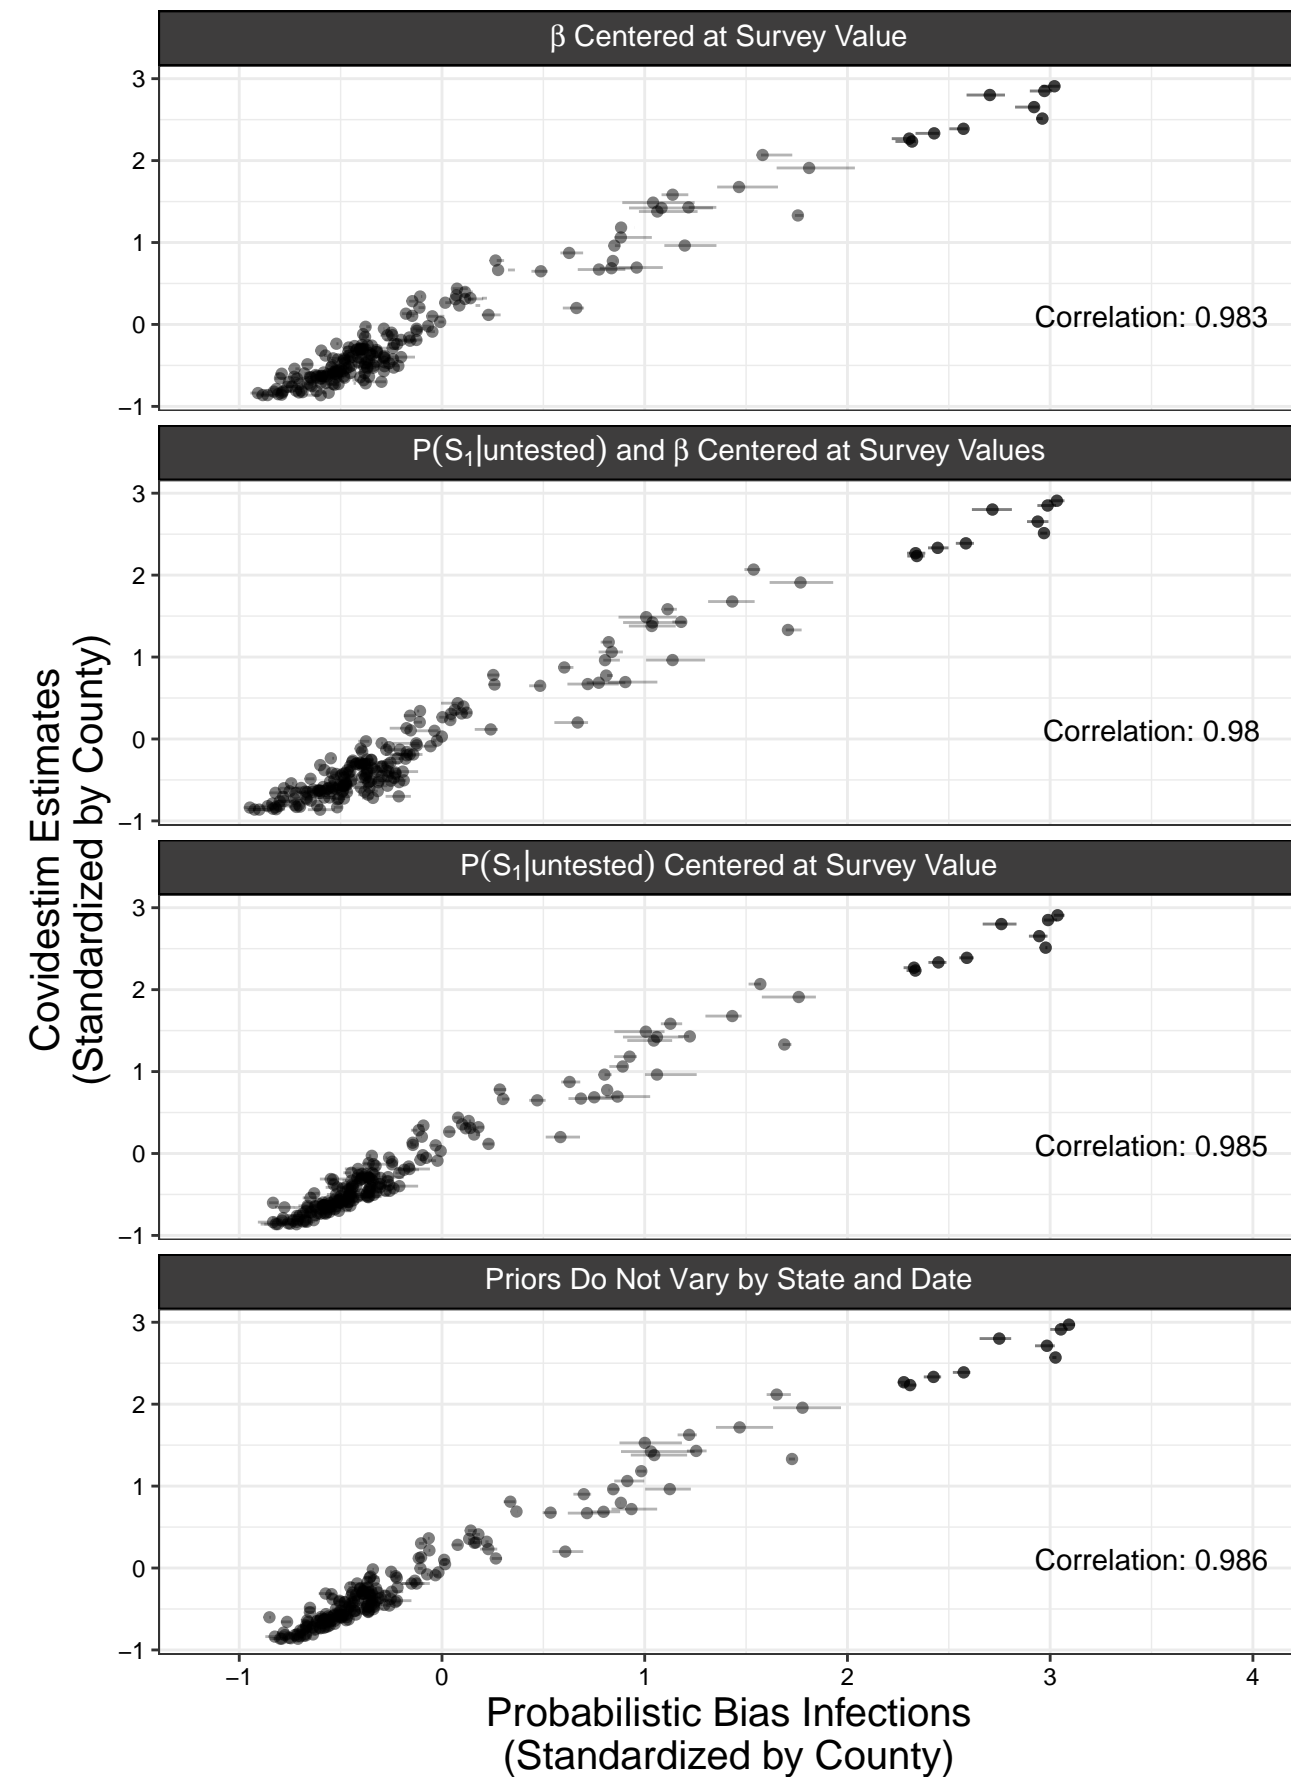 β Centered at Survey Value
3
2
1
0
−1
Correlation: 0.983
P(S₁|untested) and β Centered at Survey Values
3
2
1
0
−1
Correlation: 0.98
P(S₁|untested) Centered at Survey Value
3
2
1
0
−1
Correlation: 0.985
Priors Do Not Vary by State and Date
3
2
1
0
−1
Correlation: 0.986
−1 0 1 2 3 4
Covidestim Estimates
(Standardized by County)
Probabilistic Bias Infections
(Standardized by County)